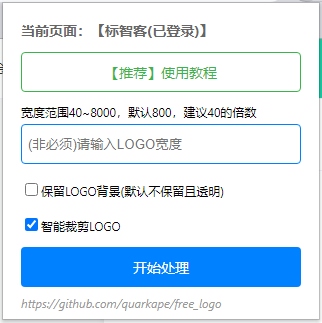 当前页面：【标智客(已登录)】
【推荐】使用教程
宽度范围40~8000，默认800，建议40的倍数
(非必须)请输入LOGO宽度
保留LOGO背景(默认不保留且透明)
智能裁剪LOGO
开始处理
https://github.com/quarkape/free_logo